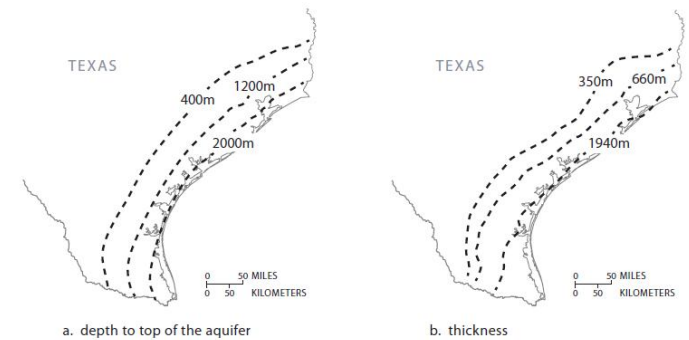 TEXAS
400m
1200m
2000m
0 50 MILES
0 50 KILOMETERS
a. depth to top of the aquifer
TEXAS
350m
660m
1940m
0 50 MILES
0 50 KILOMETERS
b. thickness